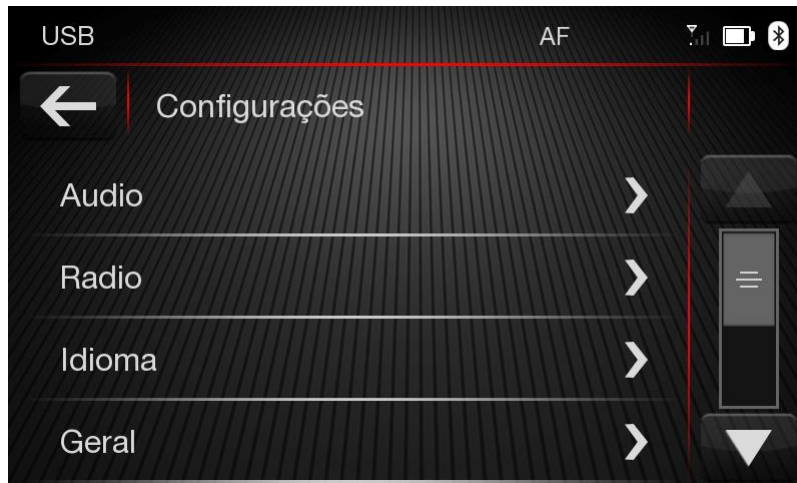 USB AF
Configurações
Audio
Radio
Idioma
Geral